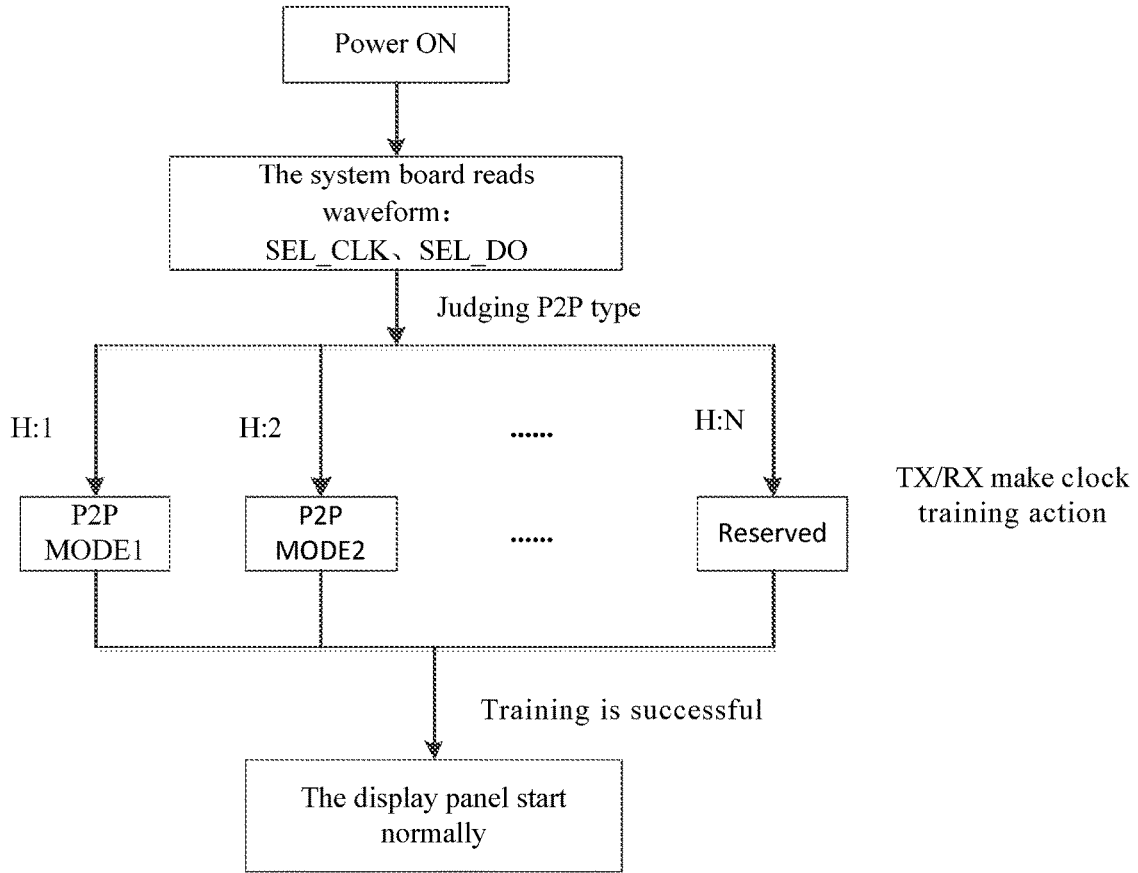 Power ON
The system board reads
waveform：
SEL_CLK、SEL_DO
Judging P2P type
H:1
H:2
......
H:N
TX/RX make clock
training action
P2P
MODE1
P2P
MODE2
......
Reserved
Training is successful
The display panel start
normally